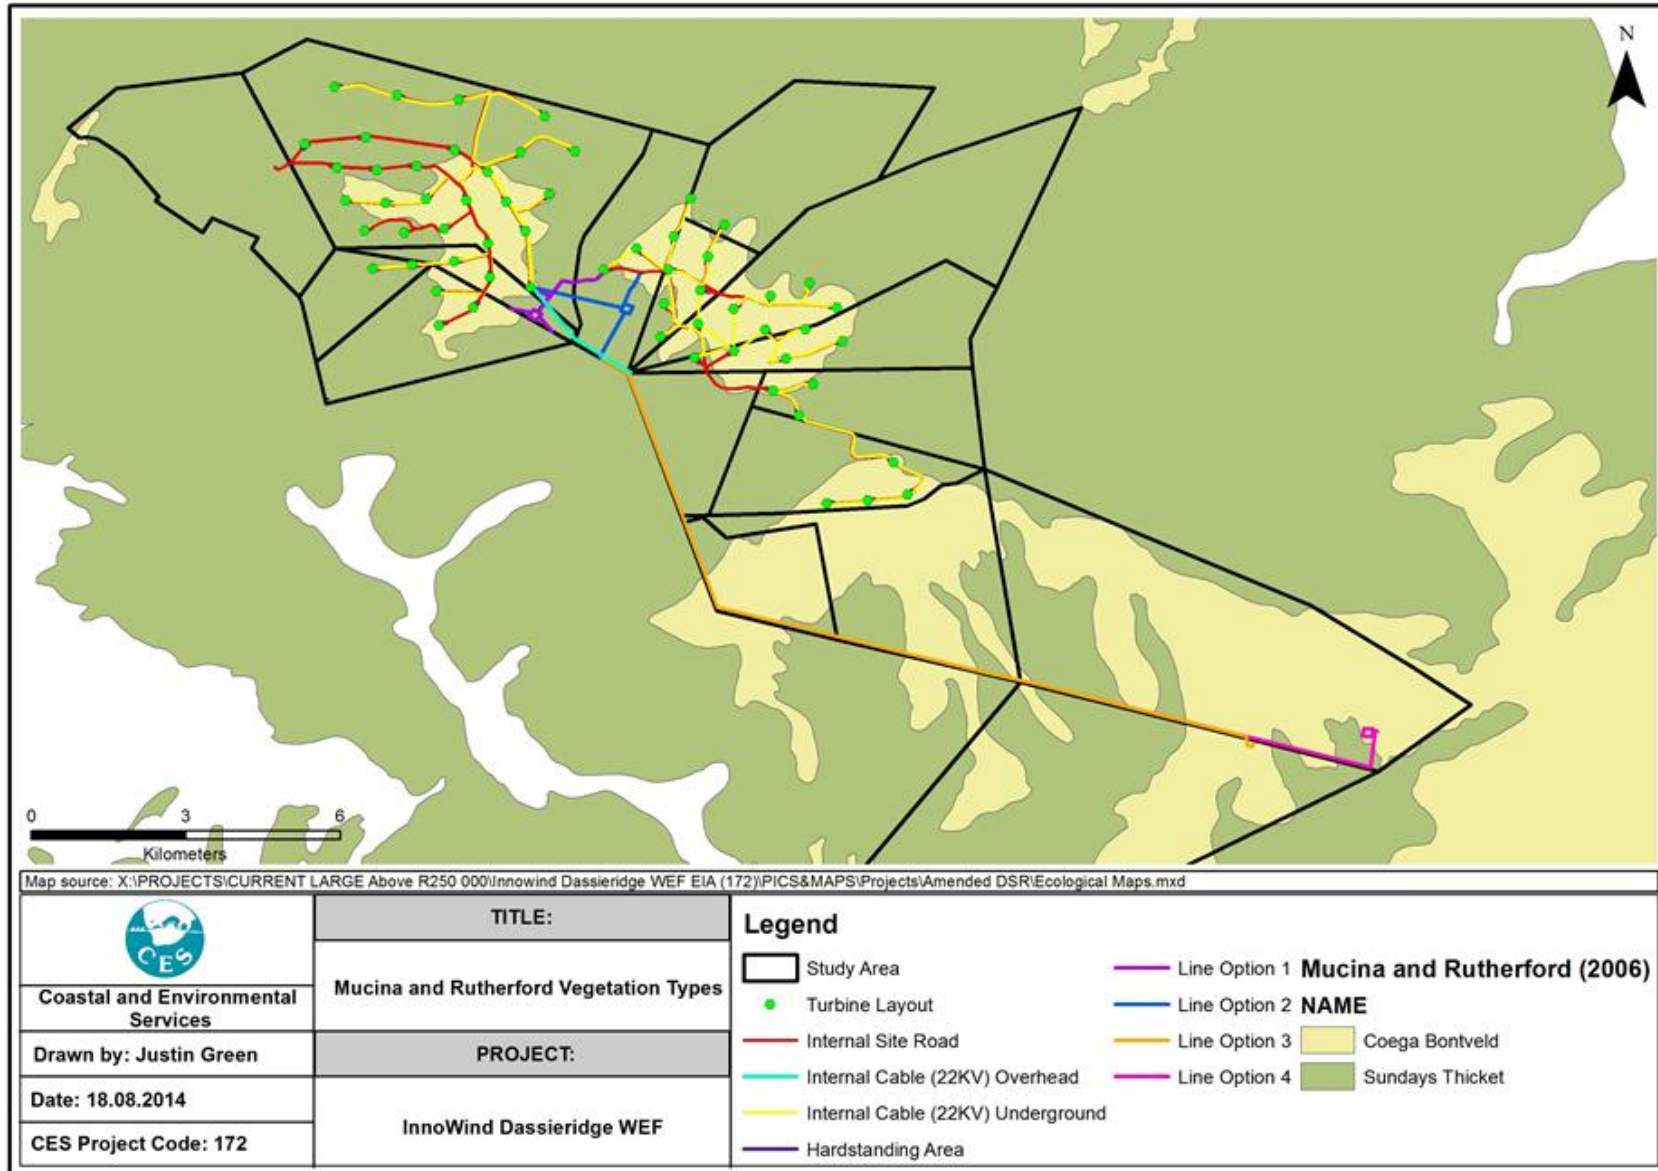 N
0 3 6
Kilometers
Map source: X:\PROJECTS\CURRENT LARGE Above R250 000\Innowind Dassieridge WEF EIA (172)\PICS&MAPS\Projects\Amended DSR\Ecological Maps.mxd
CES
Coastal and Environmental
Services
Drawn by: Justin Green
Date: 18.08.2014
CES Project Code: 172
TITLE:
Mucina and Rutherford Vegetation Types
PROJECT:
InnoWind Dassieridge WEF
Legend
Study Area
Turbine Layout
Internal Site Road
Internal Cable (22KV) Overhead
Internal Cable (22KV) Underground
Hardstanding Area
Line Option 1
Line Option 2
Line Option 3
Line Option 4
Mucina and Rutherford (2006)
NAME
Coega Bontveld
Sundays Thicket